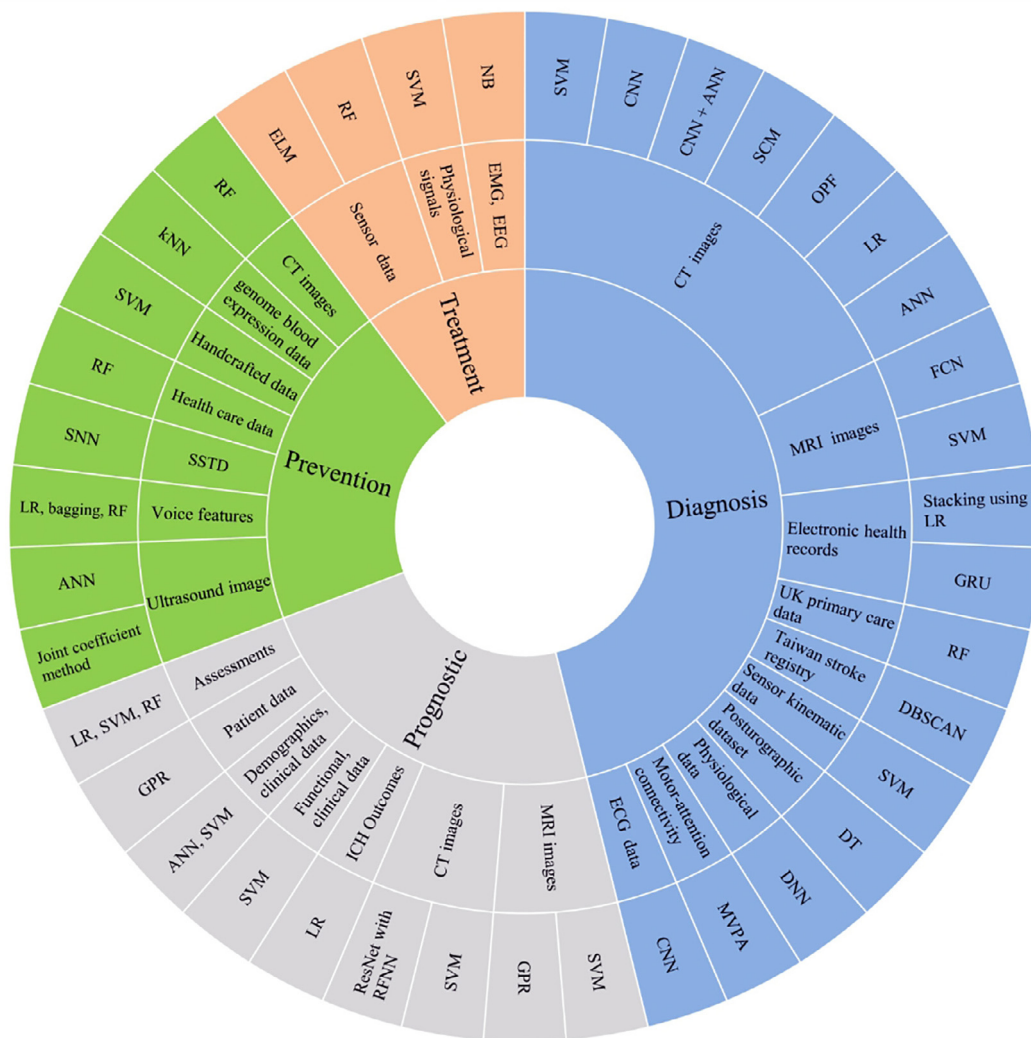 Diagnosis
CT images
SVM
CNN
CNN + ANN
SCM
OPF
LR
ANN
MRI images
FCN
SVM
Electronic health
records
Stacking using
LR
GRU
UK primary care
data
RF
Taiwan stroke
registry
DBSCAN
Sensor kinematic
data
SVM
Posturographic
dataset
DT
Physiological
data
DNN
Motor-attention
connectivity
MVPA
ECG data
CNN
Prognostic
MRI images
SVM
GPR
CT images
SVM
ResNet with
RFNN
ICH Outcomes
LR
Functional,
clinical data
SVM
Demographics,
clinical data
ANN, SVM
Patient data
GPR
Assessments
LR, SVM, RF
Prevention
Ultrasound image
Joint coefficient
method
ANN
Voice features
LR, bagging, RF
SSTD
SNN
Health care data
RF
Handcrafted data
SVM
genome blood
expression data
kNN
CT images
RF
Treatment
Sensor data
ELM
RF
Physiological
signals
SVM
EMG, EEG
NB